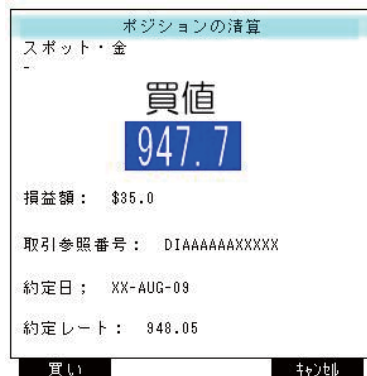 ポジションの清算
スポット・金
-
買値
947.7
損益額： $35.0
取引参照番号： DIAAAAAAXXXXX
約定日； XX-AUG-09
約定レート： 948.05
買い キャンセル